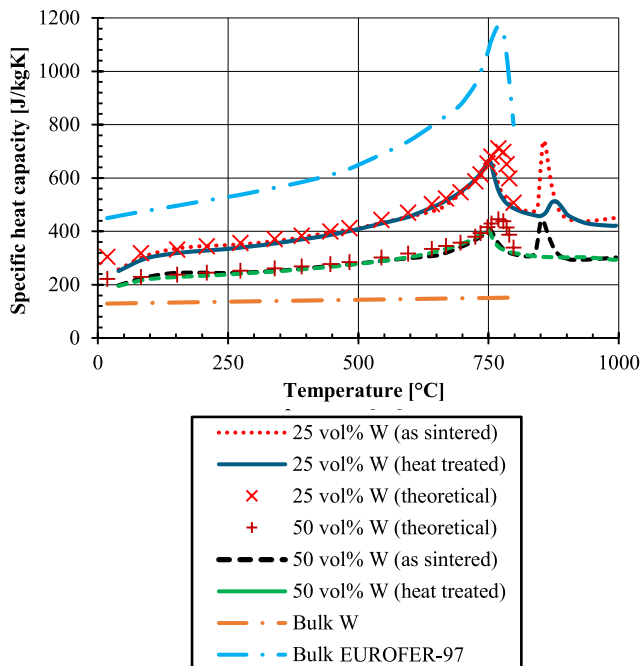 1200
1000
800
600
400
200
0
Specific heat capacity [J/kgK]
0 250 500 750 1000
Temperature [°C]
25 vol% W (as sintered)
25 vol% W (heat treated)
25 vol% W (theoretical)
50 vol% W (theoretical)
50 vol% W (as sintered)
50 vol% W (heat treated)
Bulk W
Bulk EUROFER-97